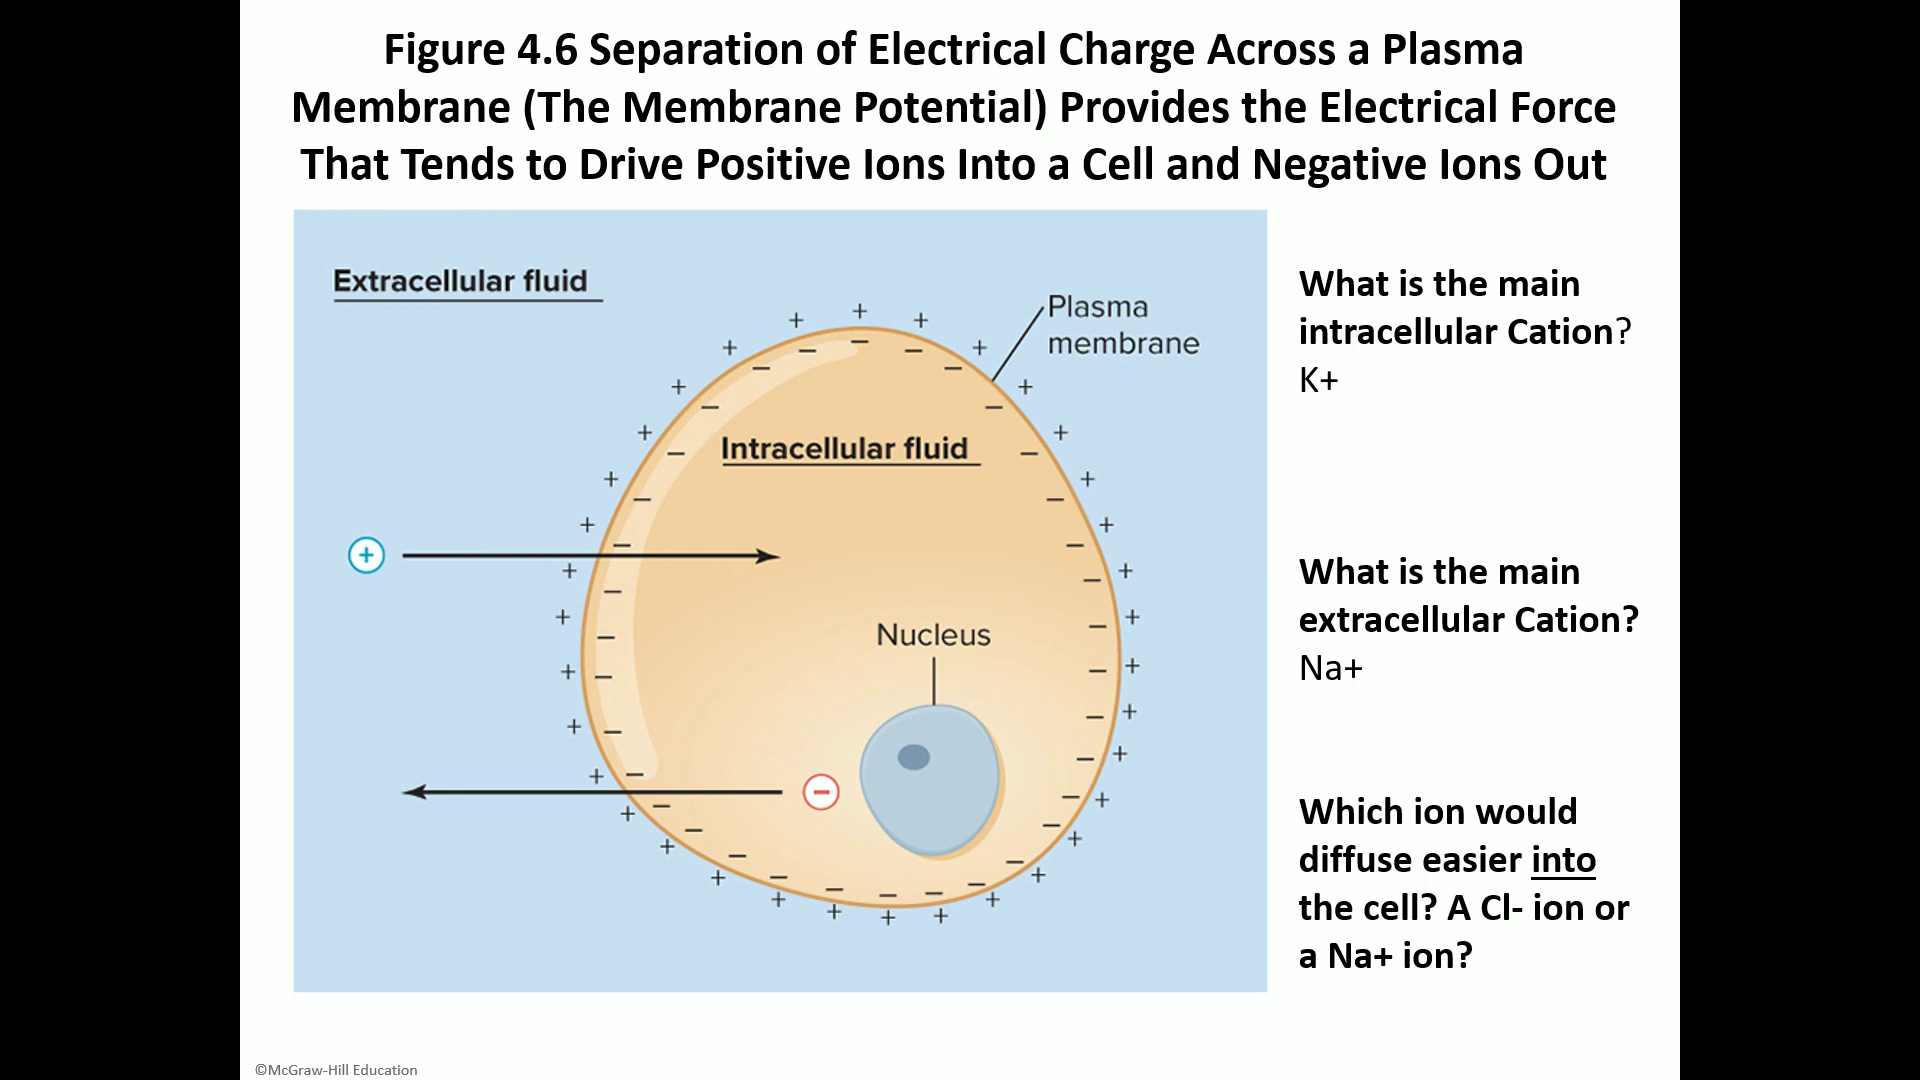 Figure 4.6 Separation of Electrical Charge Across a Plasma
Membrane (The Membrane Potential) Provides the Electrical Force
That Tends to Drive Positive Ions Into a Cell and Negative Ions Out
Extracellular fluid
Plasma
membrane
Intracellular fluid
Nucleus
What is the main
intracellular Cation?
K+
What is the main
extracellular Cation?
Na+
Which ion would
diffuse easier into
the cell? A Cl- ion or
a Na+ ion?
©McGraw-Hill Education